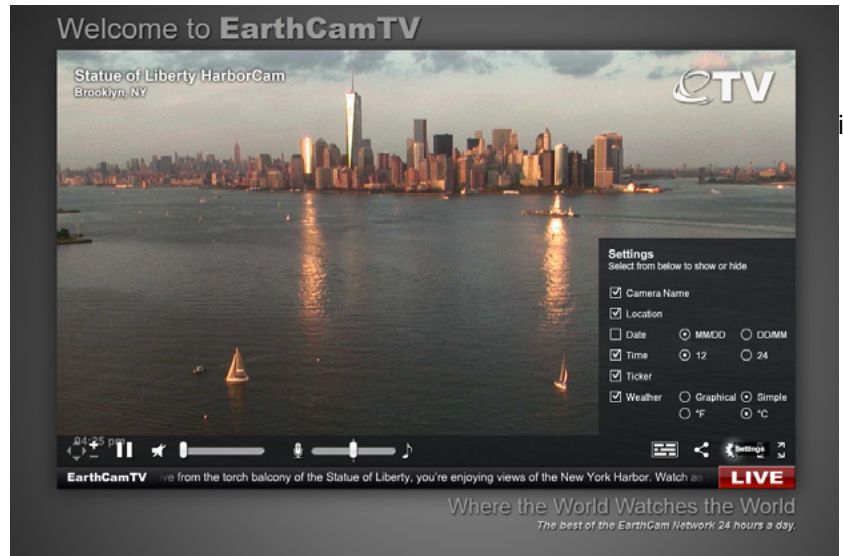 Welcome to EarthCamTV
Statue of Liberty HarborCam
Brooklyn, NY
eTV
i
Settings
Select from below to show or hide
Camera Name
Location
Date MM/DD DD/MM
Time 12 24
Ticker
Weather Graphical Simple
°F °C
04:25 pm
Settings
EarthCamTV ive from the torch balcony of the Statue of Liberty, you're enjoying views of the New York Harbor. Watch as LIVE
Where the World Watches the World
The best of the EarthCam Network 24 hours a day.